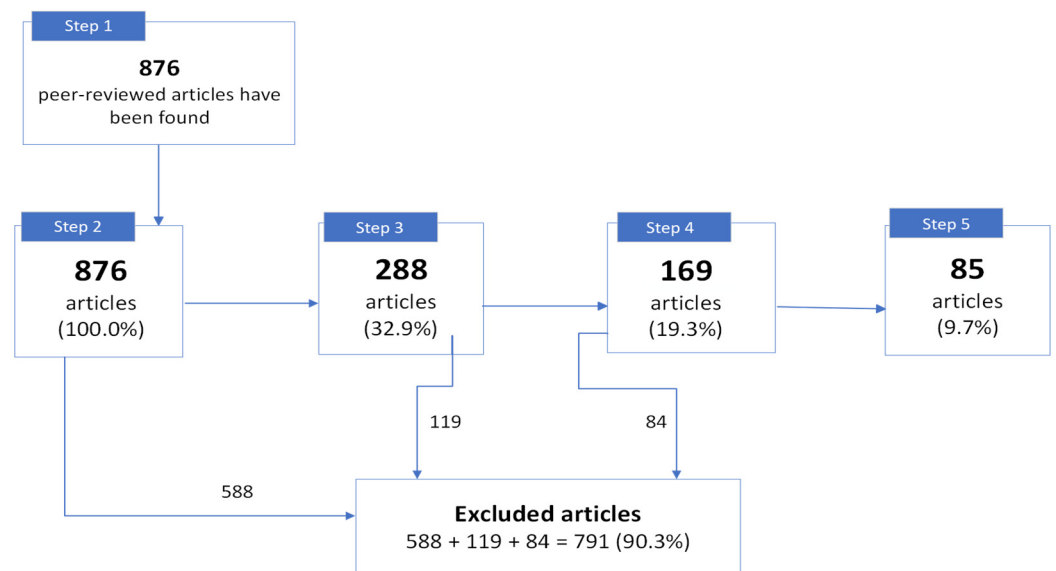 Step 1
876
peer-reviewed articles have
been found
Step 2
876
articles
(100.0%)
Step 3
288
articles
(32.9%)
Step 4
169
articles
(19.3%)
Step 5
85
articles
(9.7%)
119
84
588
Excluded articles
588 + 119 + 84 = 791 (90.3%)